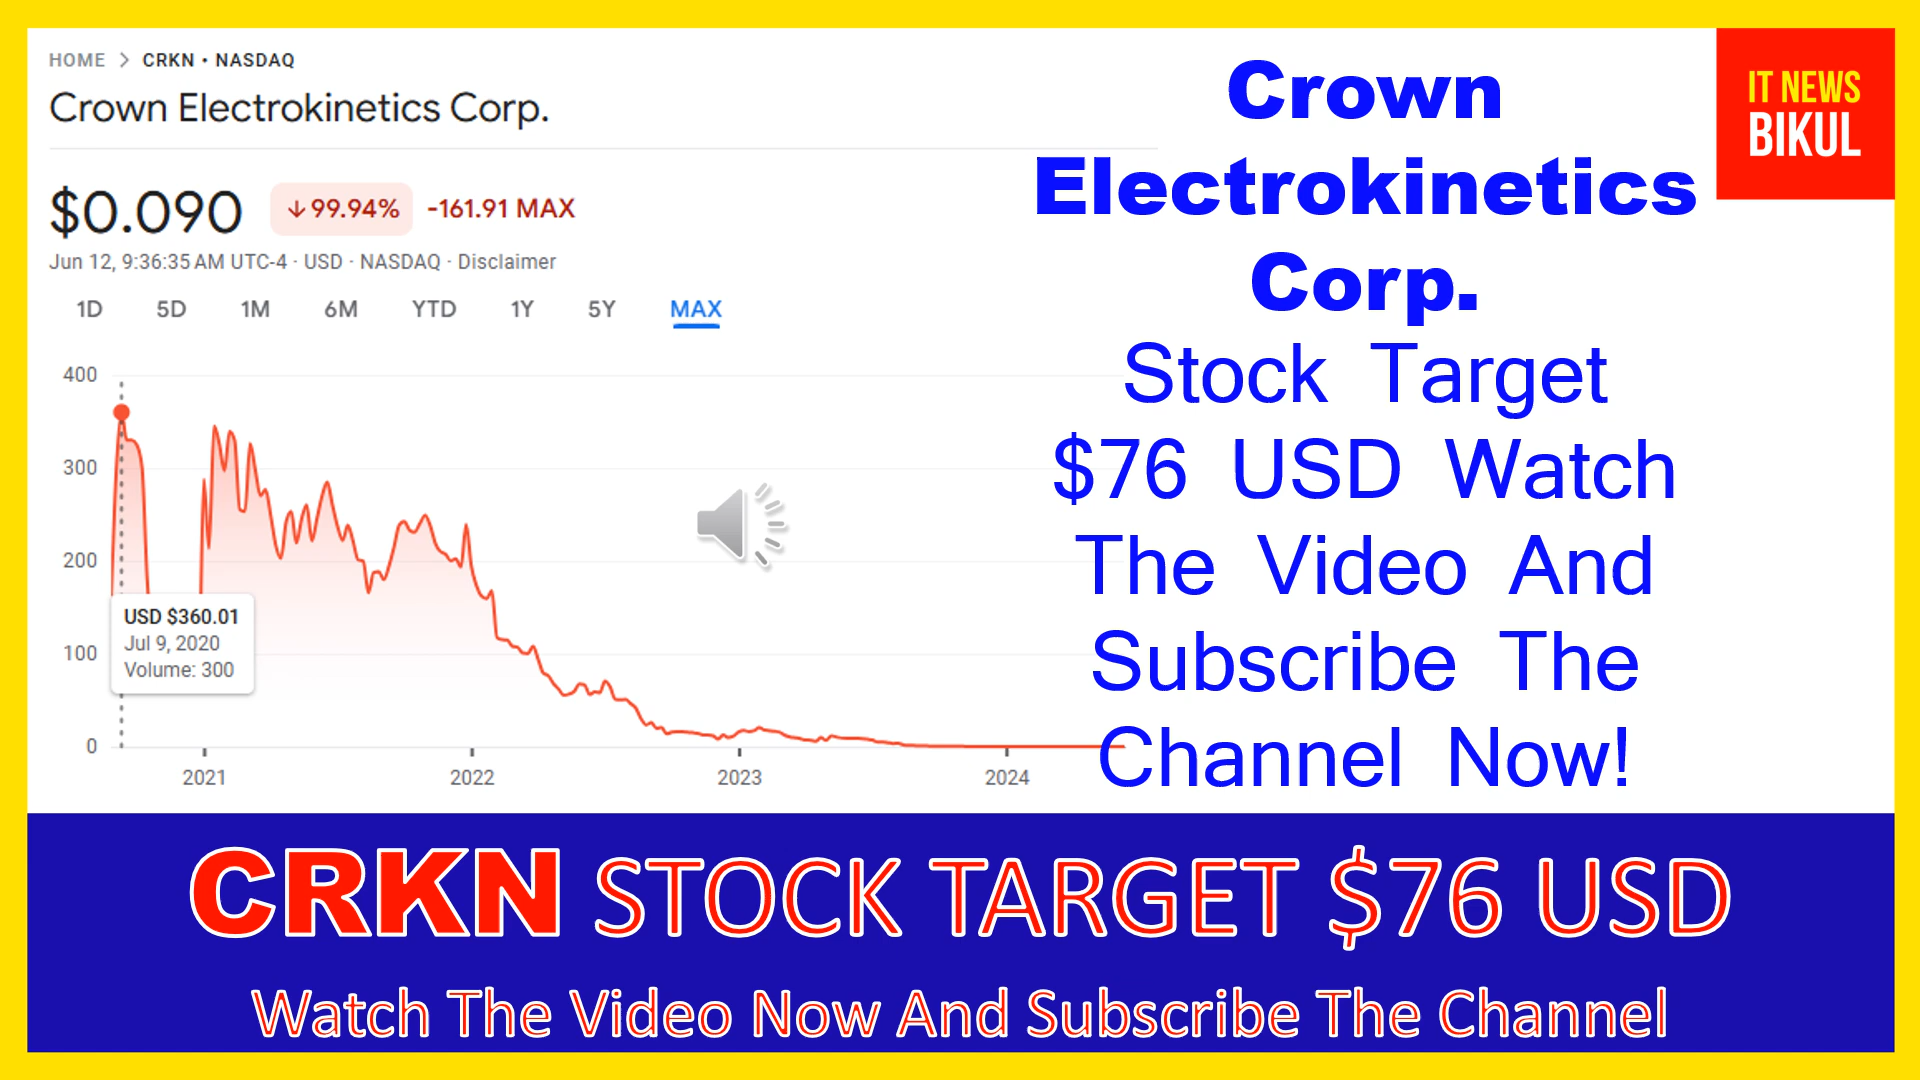 HOME > CRKN • NASDAQ
Crown Electrokinetics Corp.
$0.090 ↓99.94% -161.91 MAX
Jun 12, 9:36:35 AM UTC-4 · USD · NASDAQ · Disclaimer
1D 5D 1M 6M YTD 1Y 5Y MAX
400
300
200
100
0
USD $360.01
Jul 9, 2020
Volume: 300
2021 2022 2023 2024
Crown
Electrokinetics
Corp.
Stock Target
$76 USD Watch
The Video And
Subscribe The
Channel Now!
IT NEWS
BIKUL
CRKN STOCK TARGET $76 USD
Watch The Video Now And Subscribe The Channel